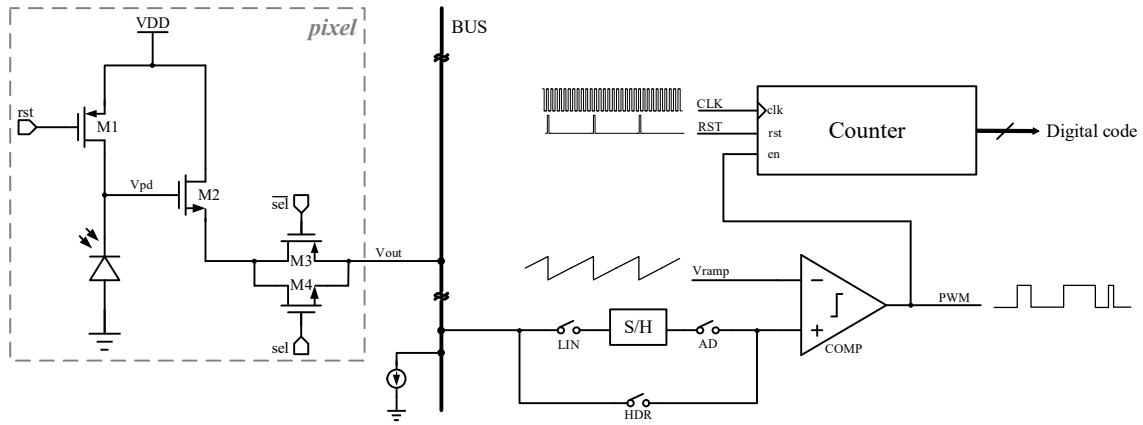 pixel
VDD
BUS
rst
M1
CLK
clk
RST
rst
Counter
Digital code
en
Vpd
M2
sel
M3
Vout
M4
Vramp
S/H
LIN
AD
COMP
PWM
sel
HDR